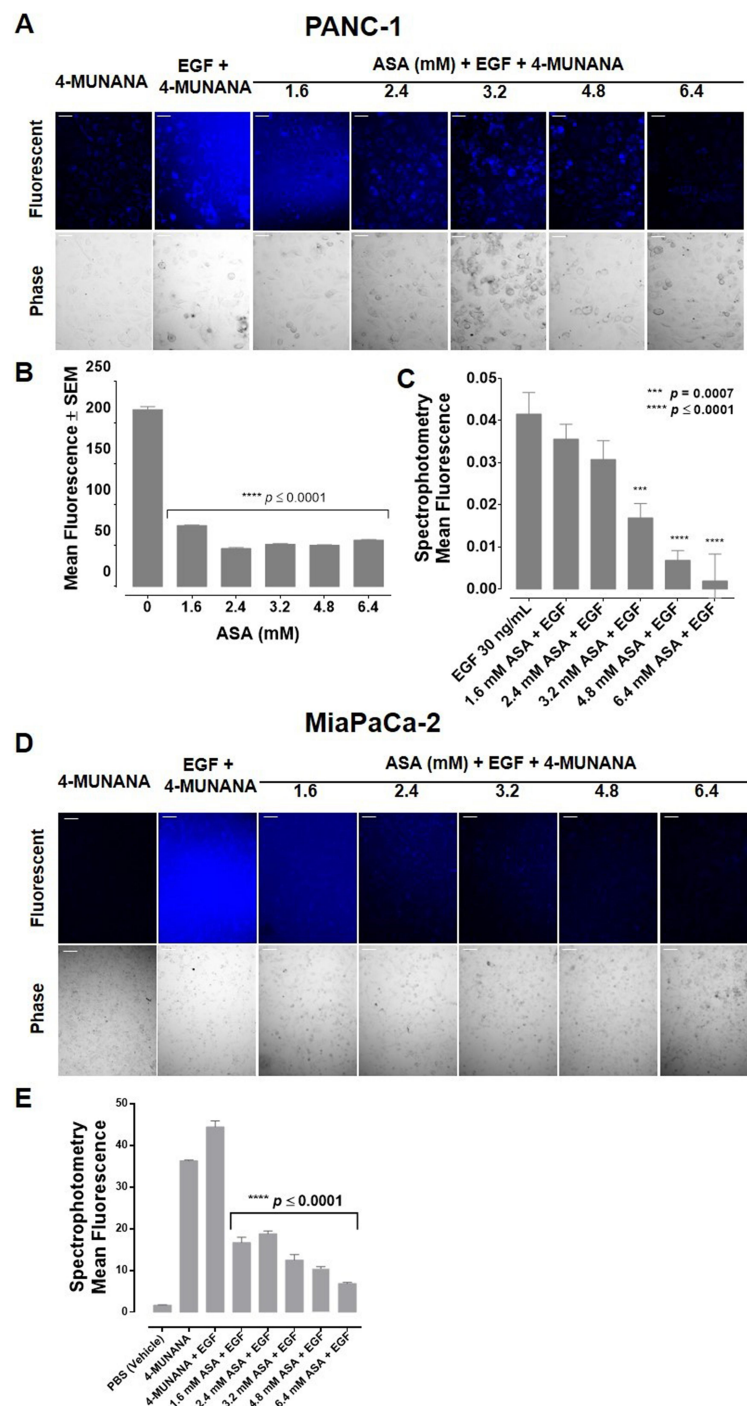 A
PANC-1
4-MUNANA
EGF +
4-MUNANA
ASA (mM) + EGF + 4-MUNANA
1.6 2.4 3.2 4.8 6.4
Fluorescent
Phase
B
Mean Fluorescence ± SEM
250
200
150
100
50
0
**** p ≤ 0.0001
0 1.6 2.4 3.2 4.8 6.4
ASA (mM)
C
Spectrophotometry
Mean Fluorescence
0.05
0.04
0.03
0.02
0.01
0.00
*** p = 0.0007
**** p ≤ 0.0001
***
****
****
EGF 30 ng/mL
1.6 mM ASA + EGF
2.4 mM ASA + EGF
3.2 mM ASA + EGF
4.8 mM ASA + EGF
6.4 mM ASA + EGF
MiaPaCa-2
D
4-MUNANA
EGF +
4-MUNANA
ASA (mM) + EGF + 4-MUNANA
1.6 2.4 3.2 4.8 6.4
Fluorescent
Phase
E
Spectrophotometry
Mean Fluorescence
50
40
30
20
10
0
**** p ≤ 0.0001
PBS (Vehicle)
4-MUNANA
4-MUNANA + EGF
1.6 mM ASA + EGF
2.4 mM ASA + EGF
3.2 mM ASA + EGF
4.8 mM ASA + EGF
6.4 mM ASA + EGF